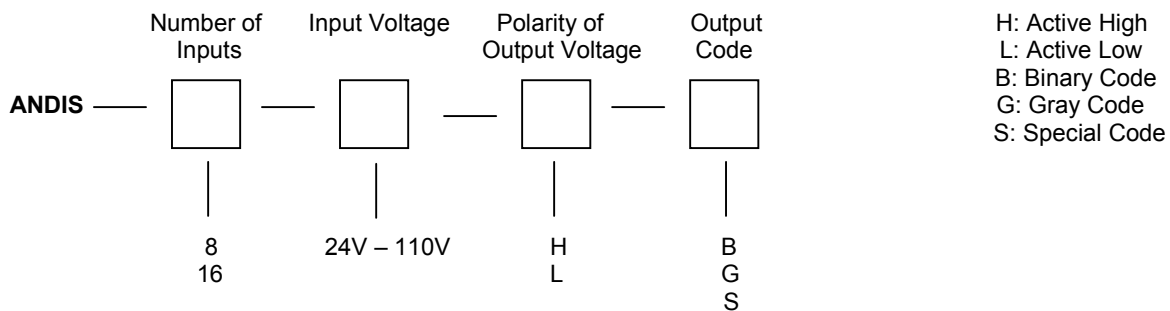 Number of Inputs
Input Voltage
Polarity of Output Voltage
Output Code
H: Active High
L: Active Low
B: Binary Code
G: Gray Code
S: Special Code
ANDIS
8
16
24V – 110V
H
L
B
G
S